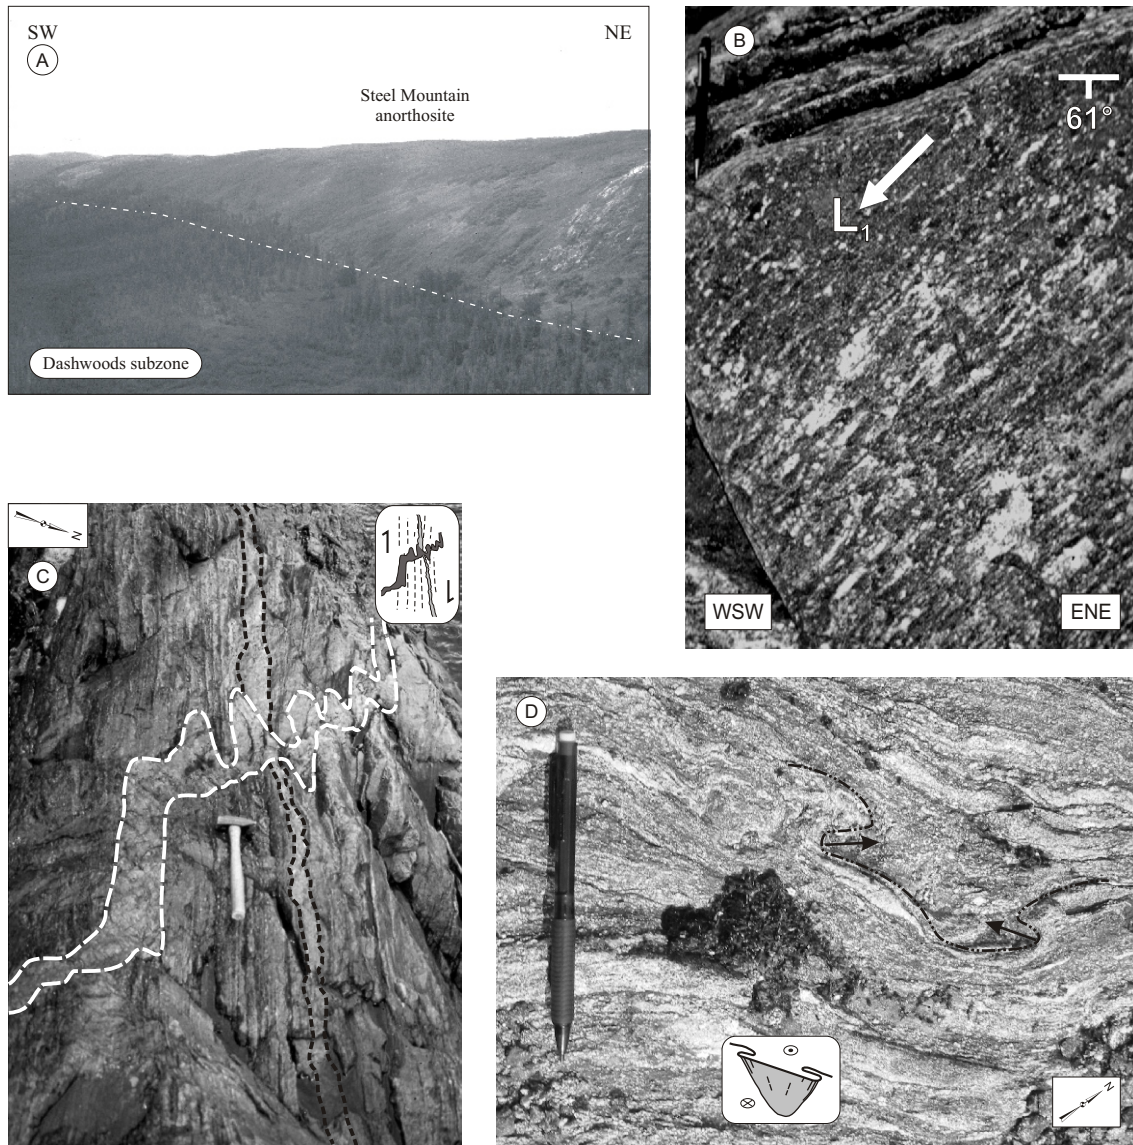 SW
NE
A
Steel Mountain
anorthosite
Dashwoods subzone
B
61°
L1
WSW
ENE
C
N
D
N